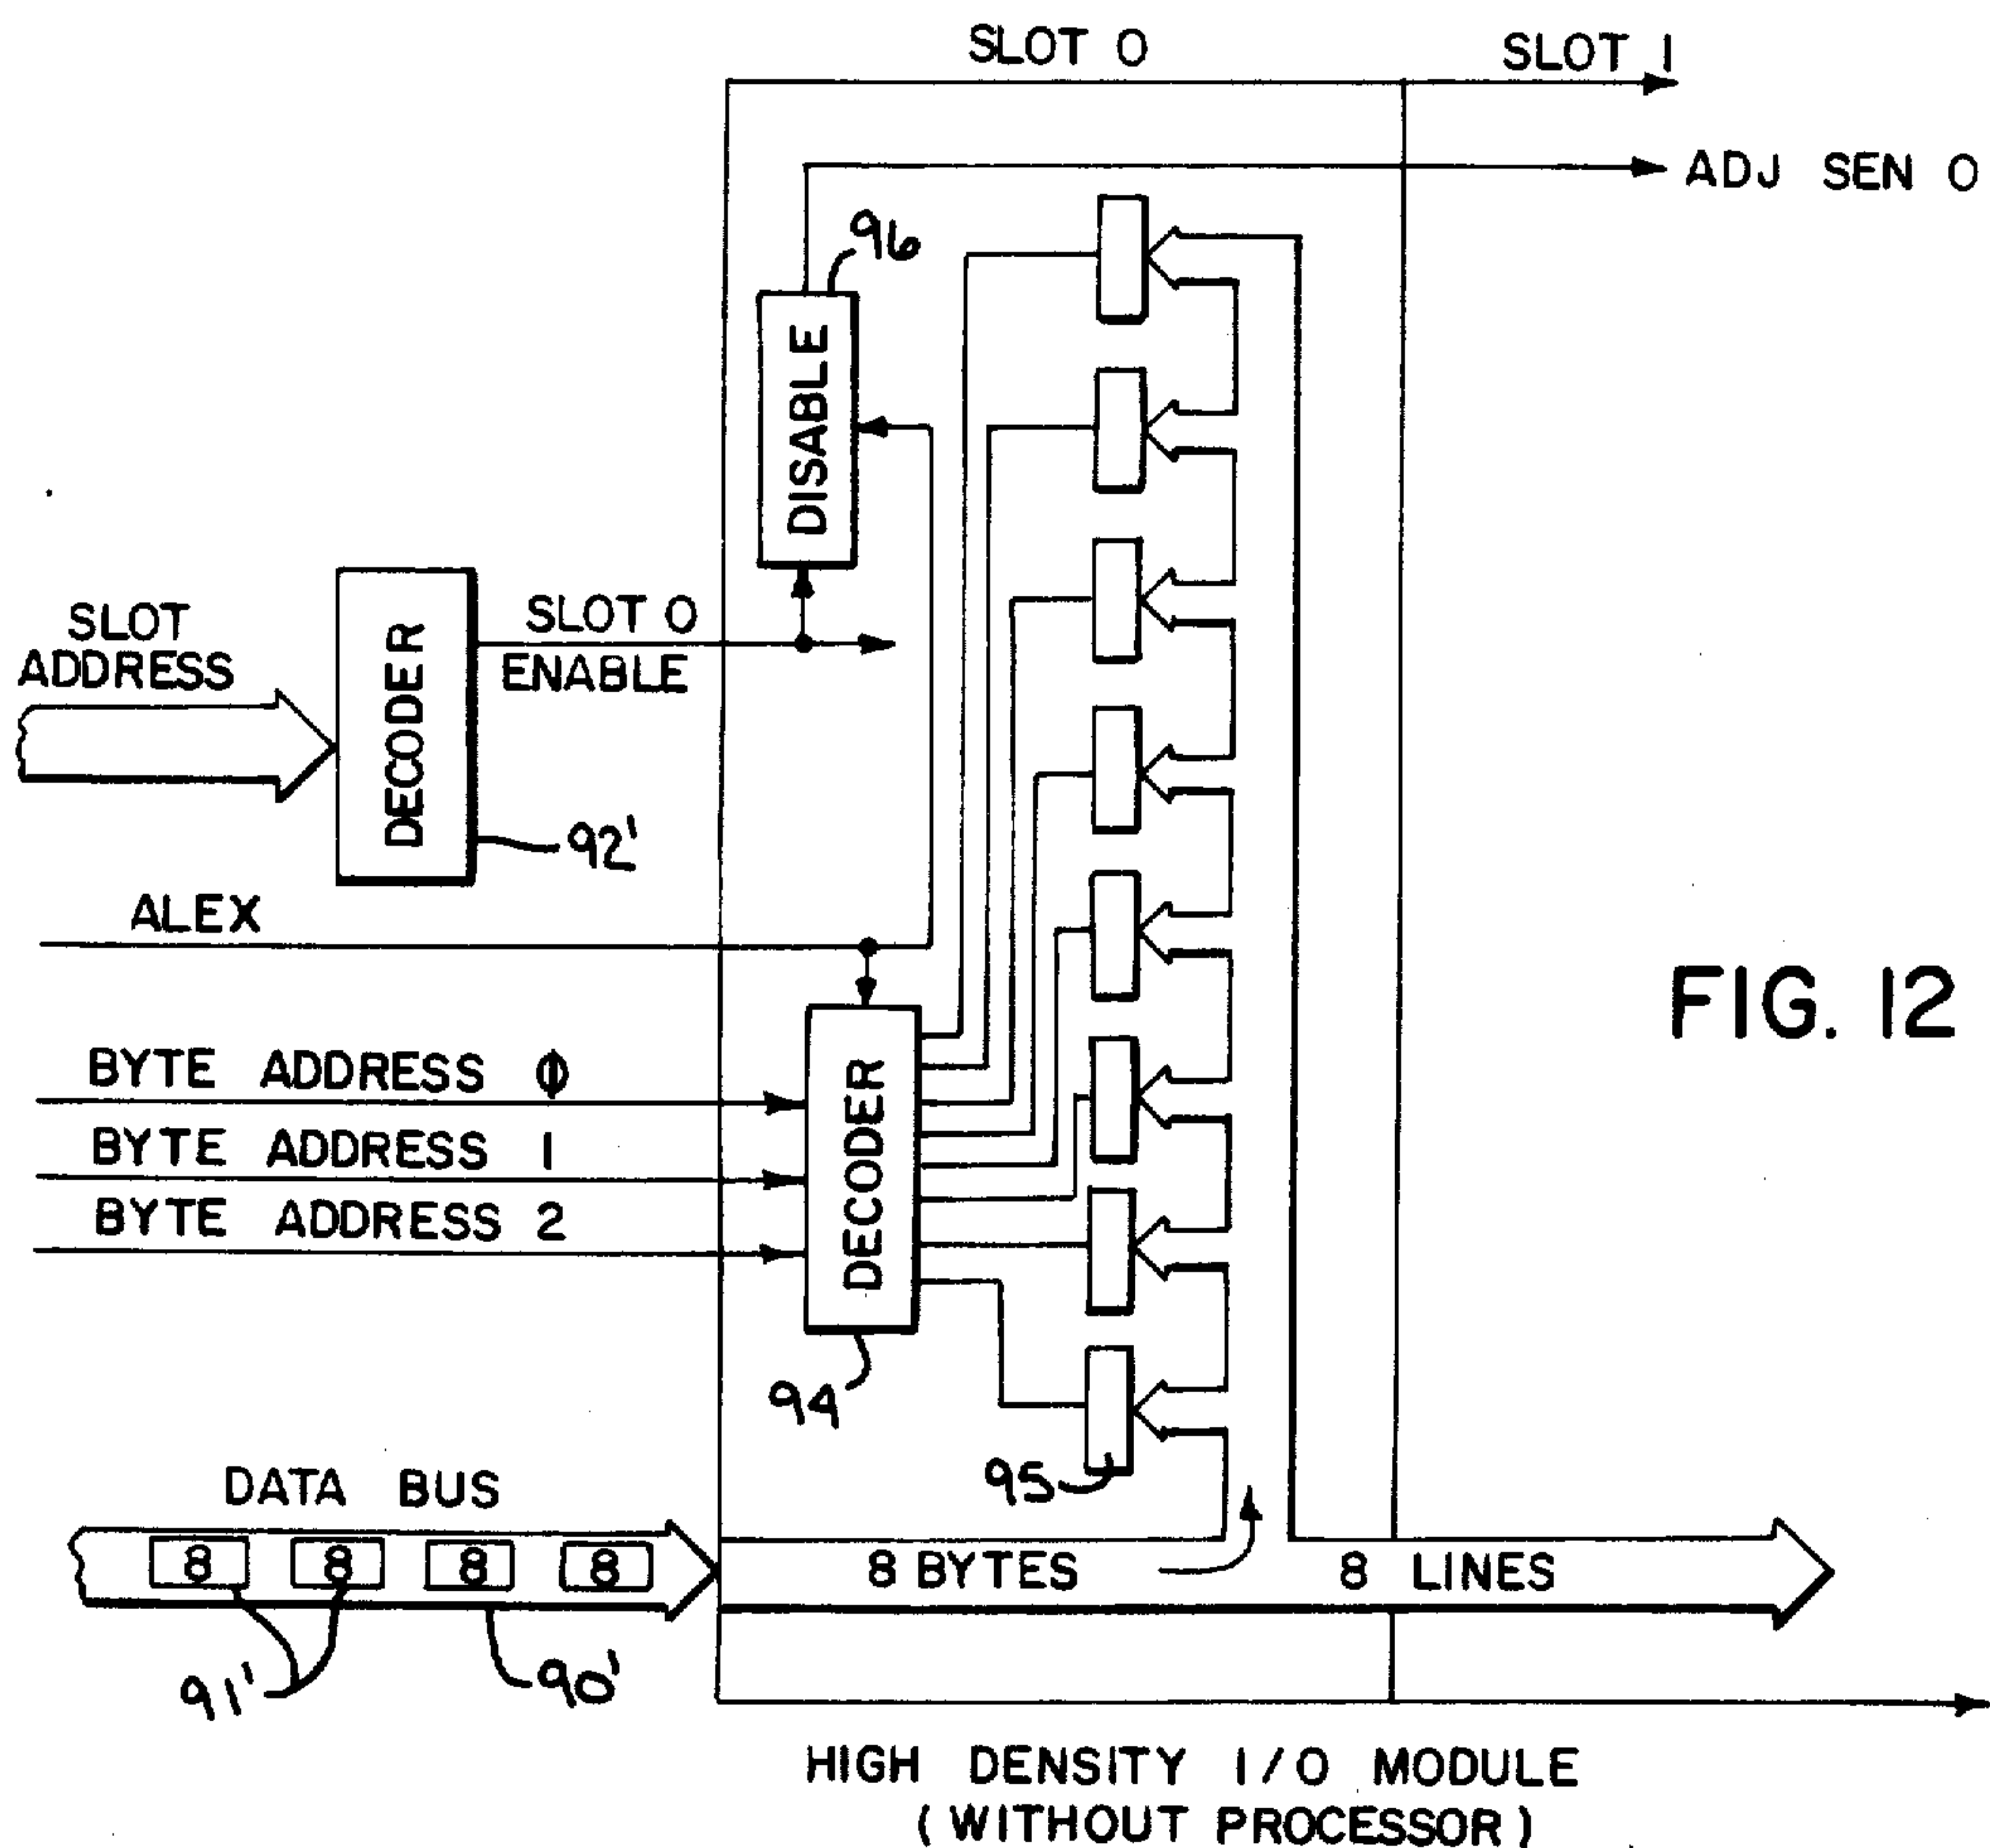 SLOT 0
SLOT 1
ADJ SEN 0
96
DISABLE
SLOT
ADDRESS
DECODER
SLOT 0
ENABLE
92'
ALEX
FIG. 12
BYTE ADDRESS φ
BYTE ADDRESS 1
BYTE ADDRESS 2
DECODER
94
95
DATA BUS
8 8 8 8
8 BYTES
8 LINES
91'
90'
HIGH DENSITY I/O MODULE
(WITHOUT PROCESSOR)